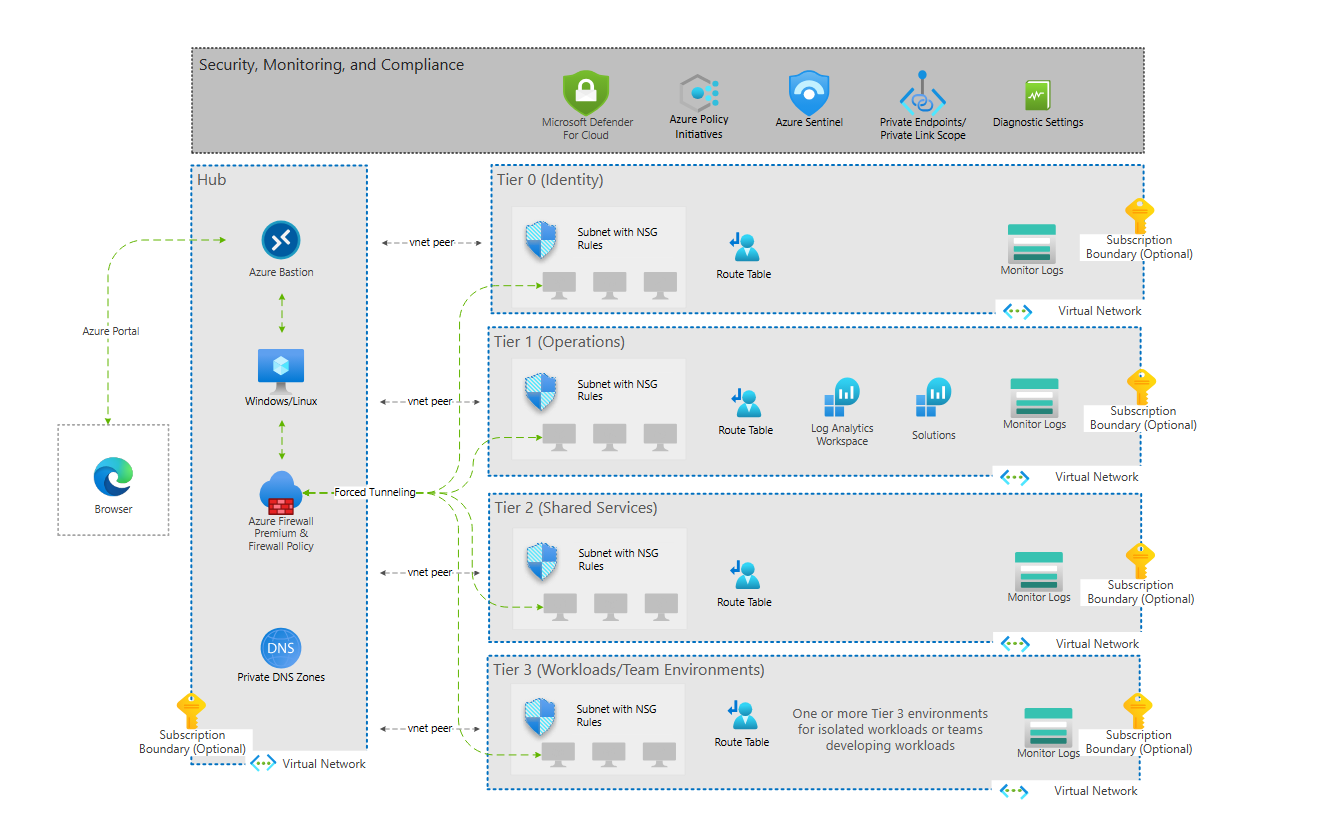 Security, Monitoring, and Compliance
Microsoft Defender
For Cloud
Azure Policy
Initiatives
Azure Sentinel
Private Endpoints/
Private Link Scope
Diagnostic Settings
Hub
Azure Bastion
Azure Portal
Windows/Linux
Browser
Azure Firewall
Premium &
Firewall Policy
DNS
Private DNS Zones
Subscription
Boundary (Optional)
Virtual Network
vnet peer
vnet peer
Forced Tunneling
vnet peer
vnet peer
Tier 0 (Identity)
Subnet with NSG
Rules
Route Table
Monitor Logs
Subscription
Boundary (Optional)
Virtual Network
Tier 1 (Operations)
Subnet with NSG
Rules
Route Table
Log Analytics
Workspace
Solutions
Monitor Logs
Subscription
Boundary (Optional)
Virtual Network
Tier 2 (Shared Services)
Subnet with NSG
Rules
Route Table
Monitor Logs
Subscription
Boundary (Optional)
Virtual Network
Tier 3 (Workloads/Team Environments)
Subnet with NSG
Rules
Route Table
One or more Tier 3 environments
for isolated workloads or teams
developing workloads
Monitor Logs
Subscription
Boundary (Optional)
Virtual Network